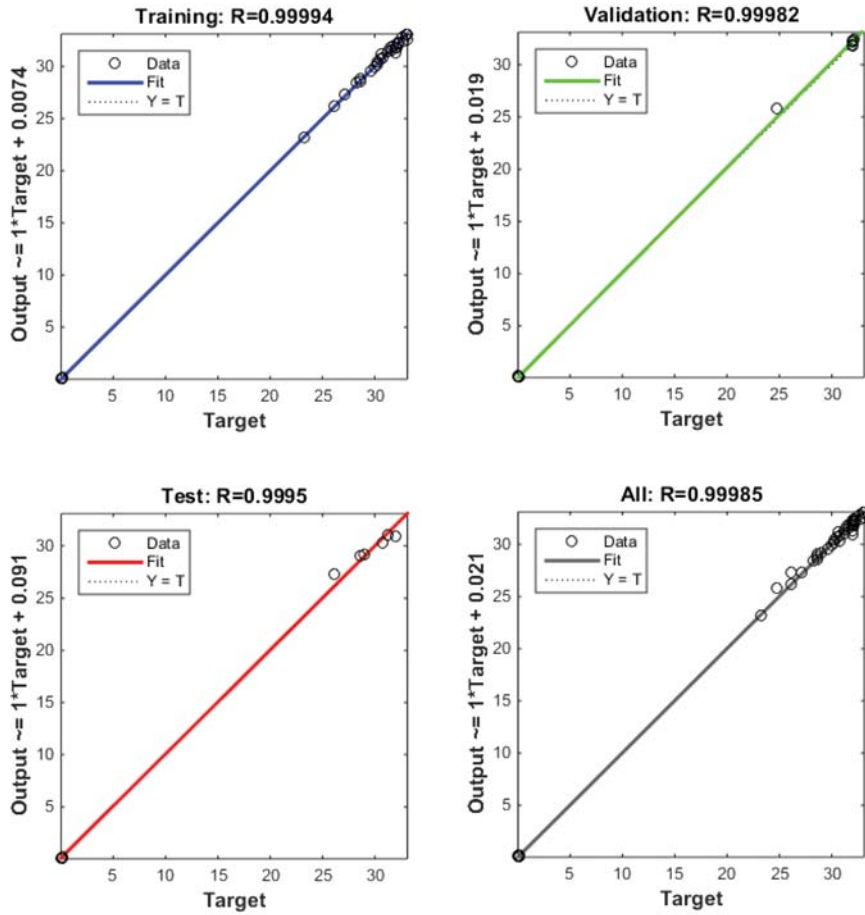 Training: R=0.99994
Output ~= 1*Target + 0.0074
30
25
20
15
10
5
Data
Fit
Y = T
5
10
15
20
25
30
Target
Validation: R=0.99982
Output ~= 1*Target + 0.019
30
25
20
15
10
5
Data
Fit
Y = T
5
10
15
20
25
30
Target
Test: R=0.9995
Output ~= 1*Target + 0.091
30
25
20
15
10
5
Data
Fit
Y = T
5
10
15
20
25
30
Target
All: R=0.99985
Output ~= 1*Target + 0.021
30
25
20
15
10
5
Data
Fit
Y = T
5
10
15
20
25
30
Target